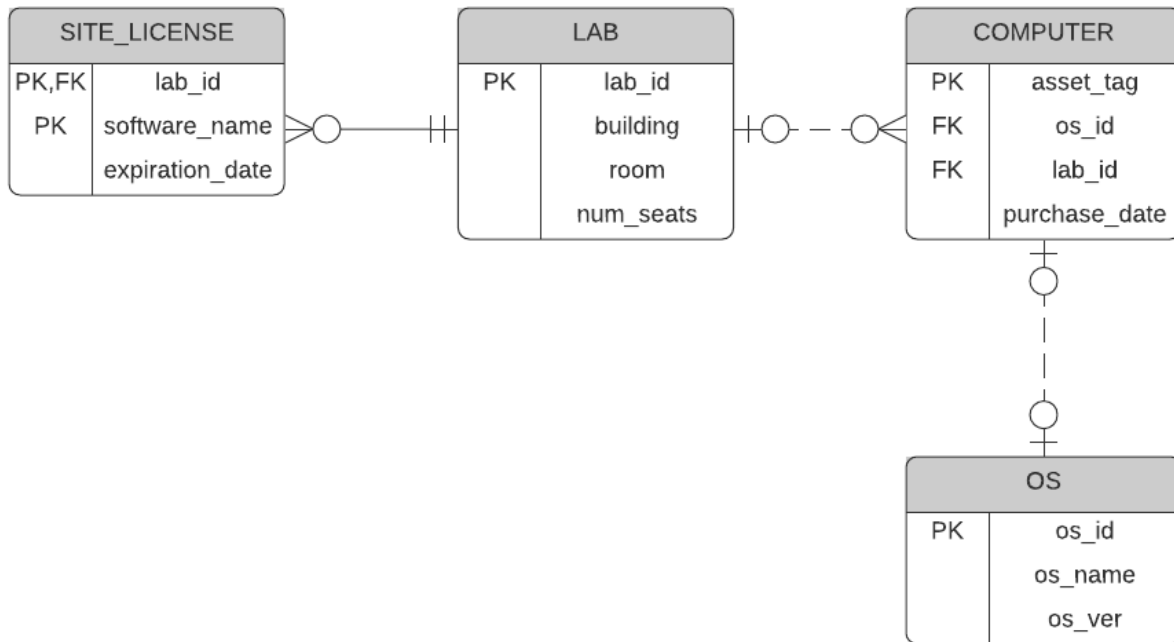 SITE_LICENSE
PK,FK lab_id
PK software_name
expiration_date
LAB
PK lab_id
building
room
num_seats
COMPUTER
PK asset_tag
FK os_id
FK lab_id
purchase_date
OS
PK os_id
os_name
os_ver